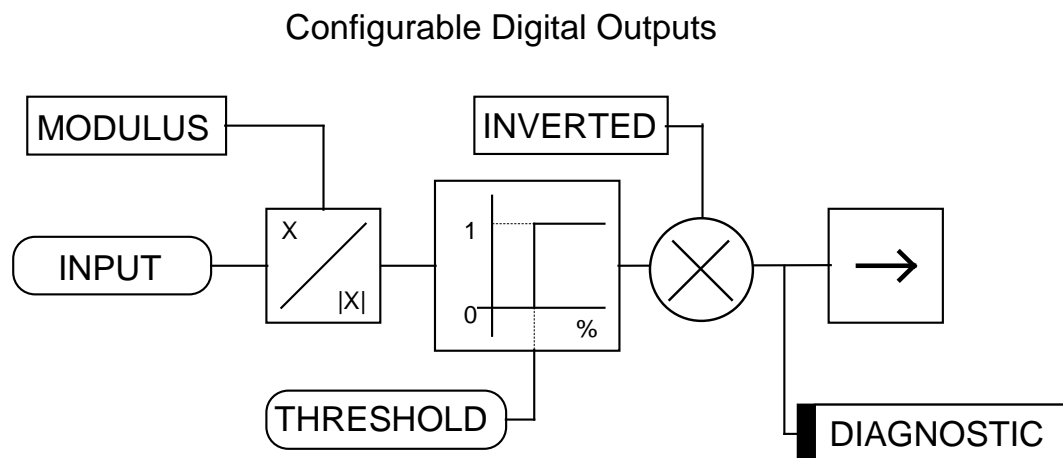 Configurable Digital Outputs
MODULUS
INVERTED
X
|X|
1
0
%
INPUT
THRESHOLD
DIAGNOSTIC